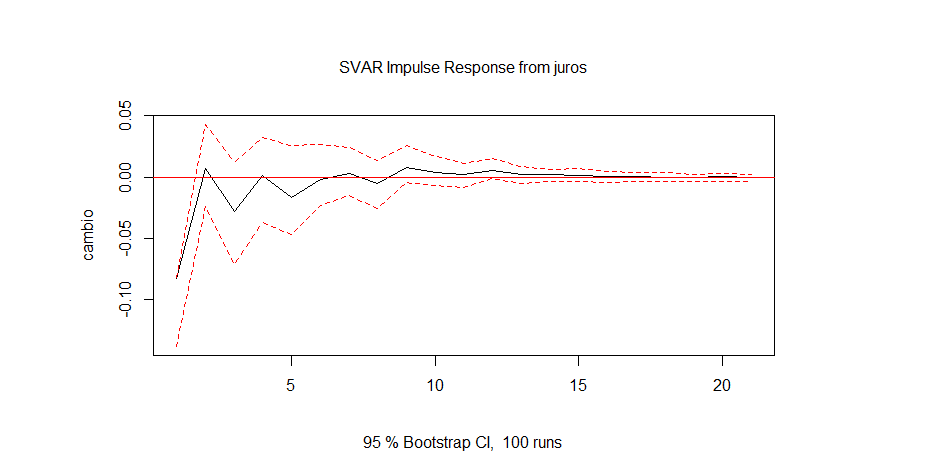 SVAR Impulse Response from juros
0.05
0.00
-0.05
-0.10
cambio
5
10
15
20
95 % Bootstrap CI,  100 runs